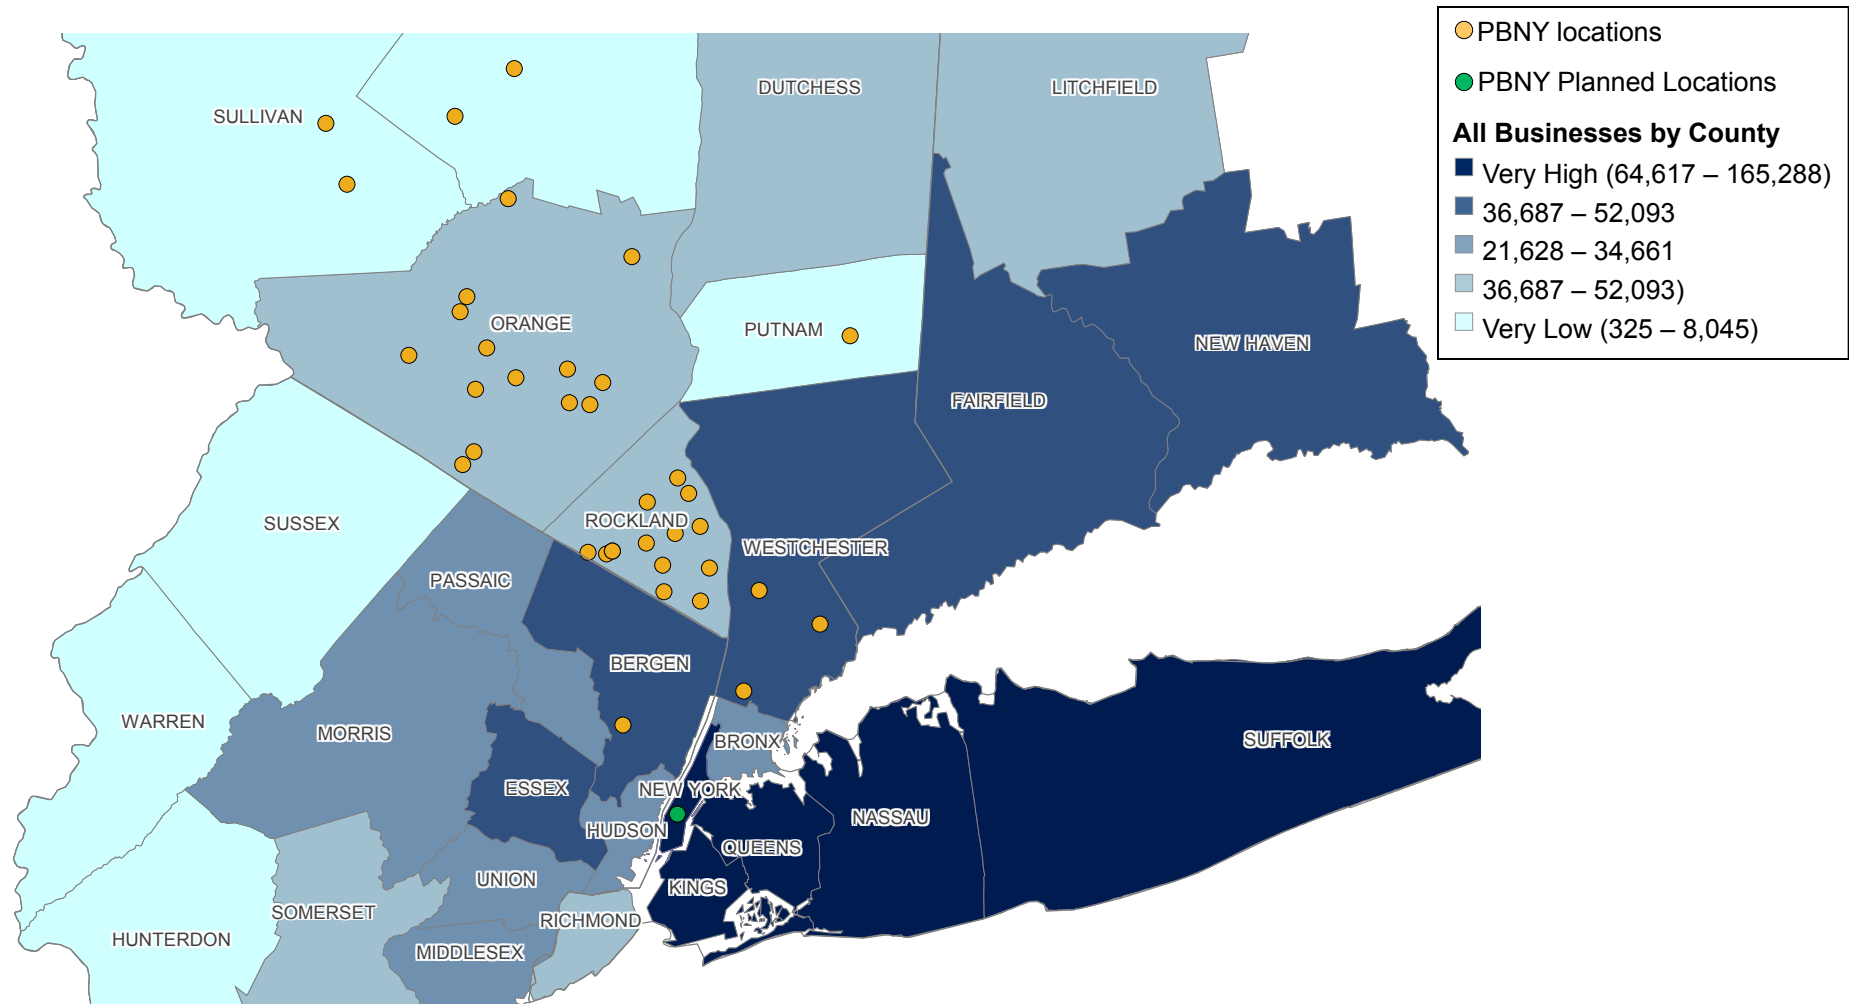 PBNY locations
PBNY Planned Locations
All Businesses by County
Very High (64,617 – 165,288)
36,687 – 52,093
21,628 – 34,661
36,687 – 52,093)
Very Low (325 – 8,045)
DUTCHESS
LITCHFIELD
SULLIVAN
ORANGE
PUTNAM
NEW HAVEN
FAIRFIELD
SUSSEX
ROCKLAND
WESTCHESTER
PASSAIC
BERGEN
WARREN
MORRIS
BRONX
SUFFOLK
ESSEX
NEW YORK
HUDSON
NASSAU
QUEENS
UNION
KINGS
SOMERSET
RICHMOND
HUNTERDON
MIDDLESEX